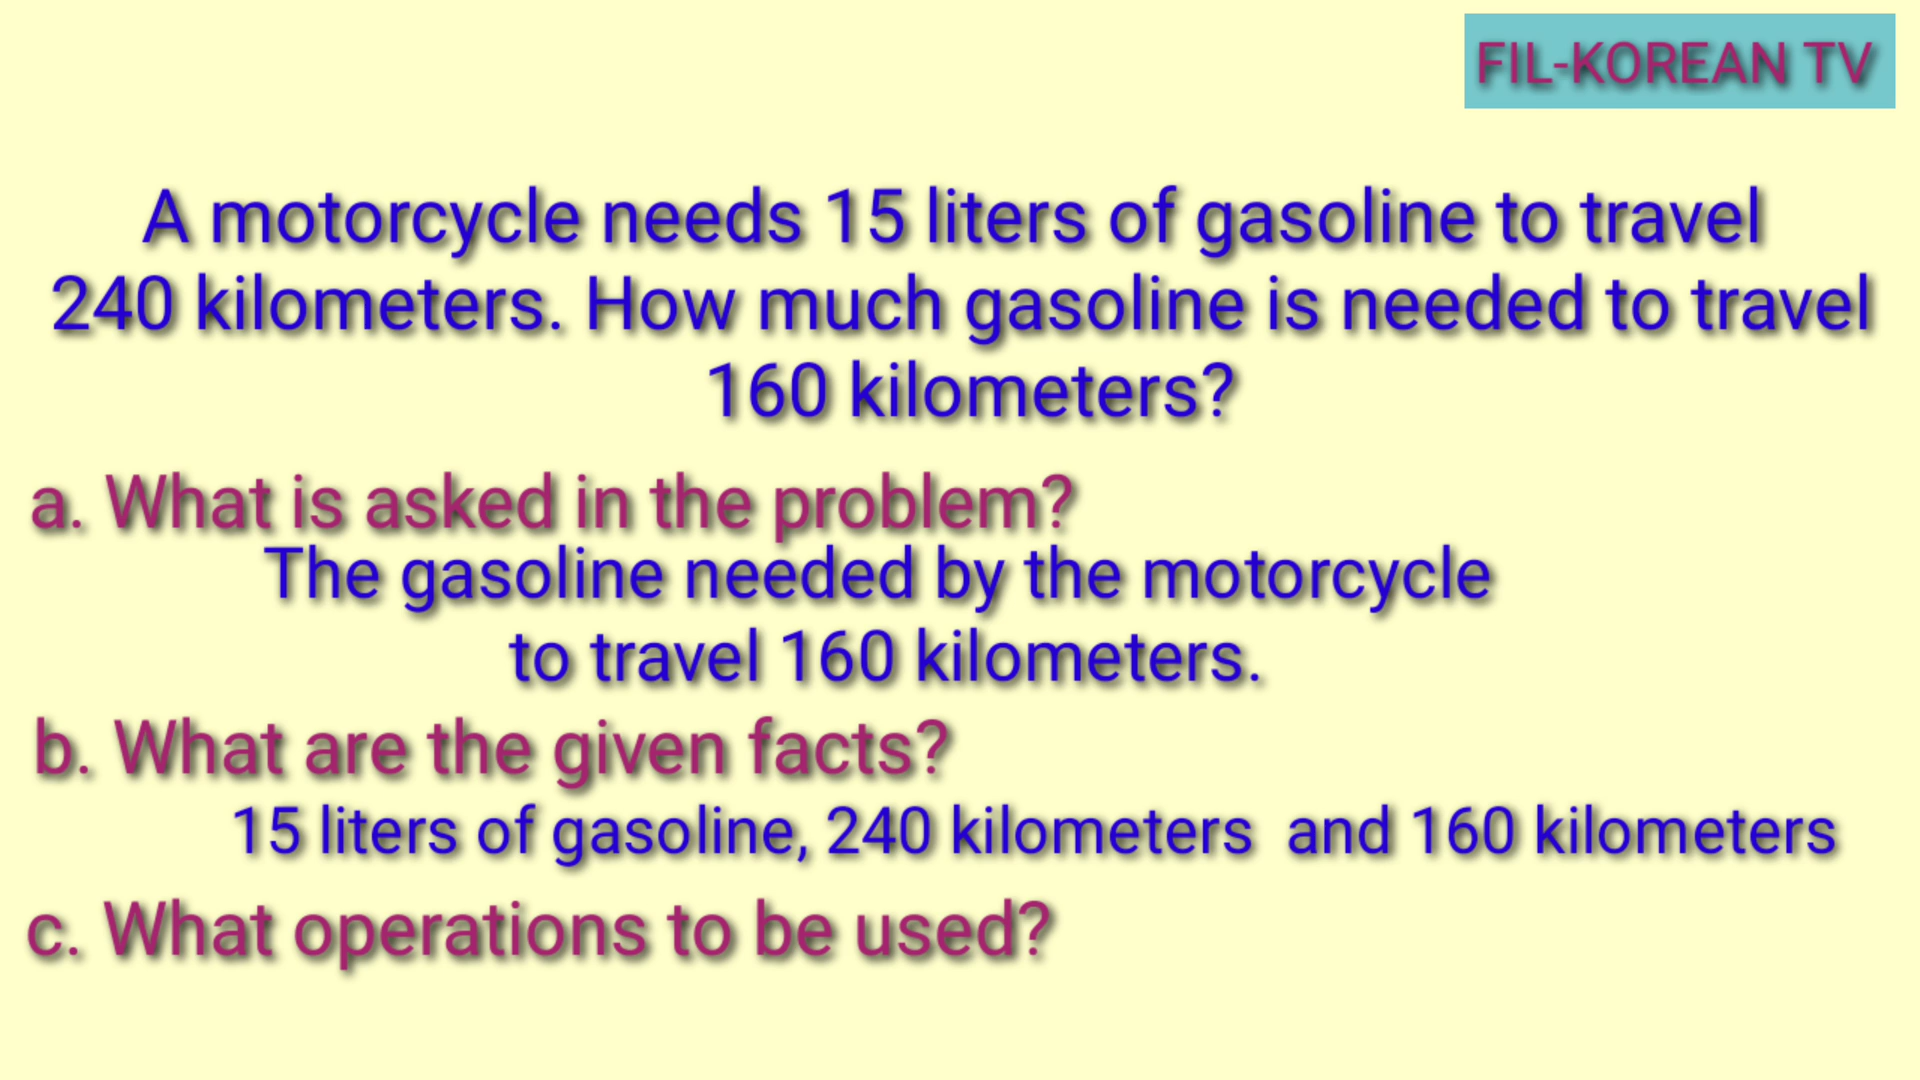 FIL-KOREAN TV
A motorcycle needs 15 liters of gasoline to travel
240 kilometers. How much gasoline is needed to travel
160 kilometers?
a. What is asked in the problem?
The gasoline needed by the motorcycle
to travel 160 kilometers.
b. What are the given facts?
15 liters of gasoline, 240 kilometers and 160 kilometers
c. What operations to be used?